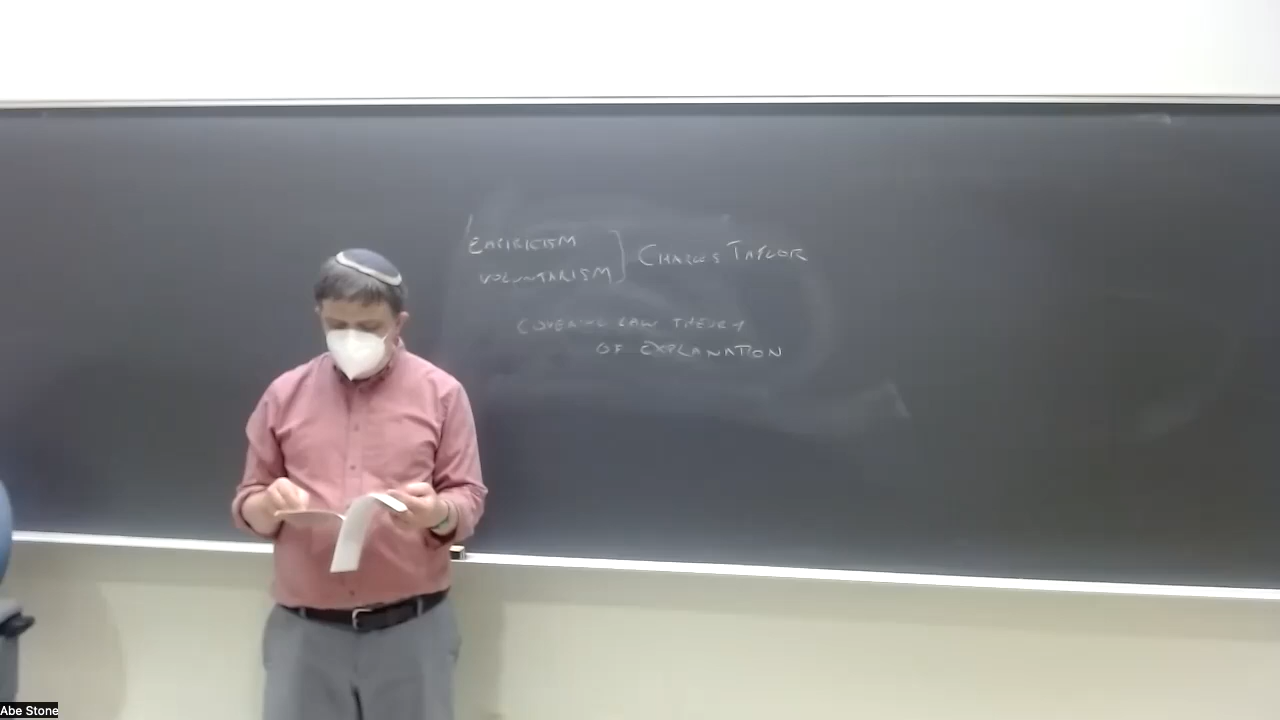 EMPIRICISM
VOLUNTARISM
CHARLES TAYLOR
COVERING LAW THEORY
OF EXPLANATION
Abe Stone